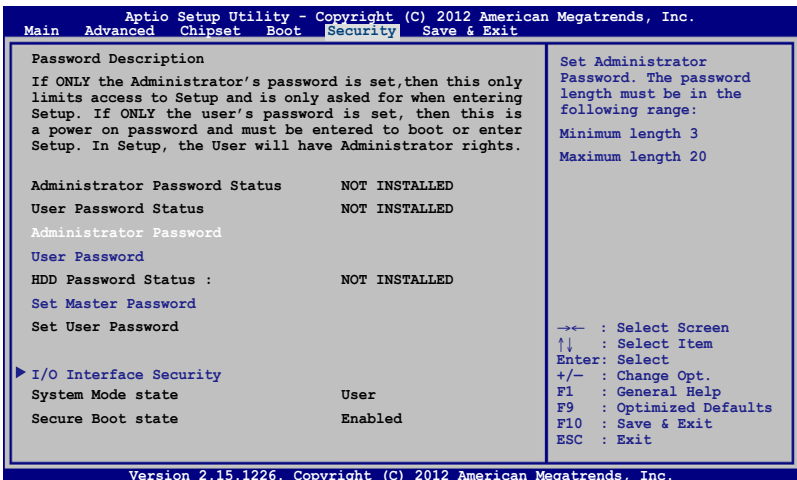 Aptio Setup Utility - Copyright (C) 2012 American Megatrends, Inc.
Main Advanced Chipset Boot Security Save & Exit
Password Description
If ONLY the Administrator's password is set,then this only
limits access to Setup and is only asked for when entering
Setup. If ONLY the user's password is set, then this is
a power on password and must be entered to boot or enter
Setup. In Setup, the User will have Administrator rights.
Administrator Password Status NOT INSTALLED
User Password Status NOT INSTALLED
Administrator Password
User Password
HDD Password Status : NOT INSTALLED
Set Master Password
Set User Password
I/O Interface Security
System Mode state User
Secure Boot state Enabled
Set Administrator
Password. The password
length must be in the
following range:
Minimum length 3
Maximum length 20
→← : Select Screen
↑↓ : Select Item
Enter: Select
+/— : Change Opt.
F1 : General Help
F9 : Optimized Defaults
F10 : Save & Exit
ESC : Exit
Version 2.15.1226. Copyright (C) 2012 American Megatrends, Inc.